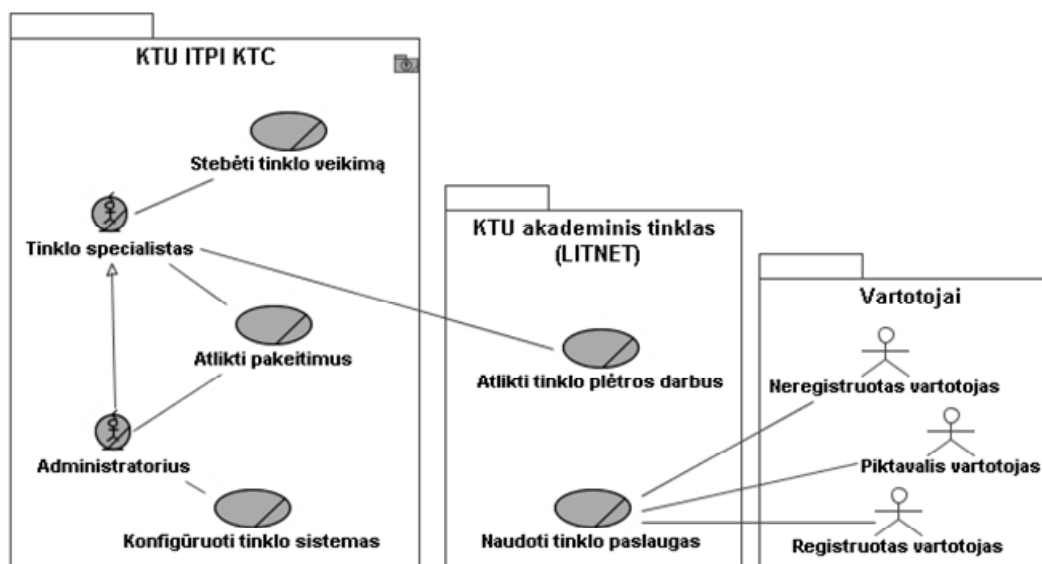 KTU ITPI KTC
Stebėti tinklo veikimą
Tinklo specialistas
Atlikti pakeitimus
Administratorius
Konfigūruoti tinklo sistemas
KTU akademinis tinklas
(LITNET)
Atlikti tinklo plėtros darbus
Naudoti tinklo paslaugas
Vartotojai
Neregistruotas vartotojas
Piktavalis vartotojas
Registruotas vartotojas